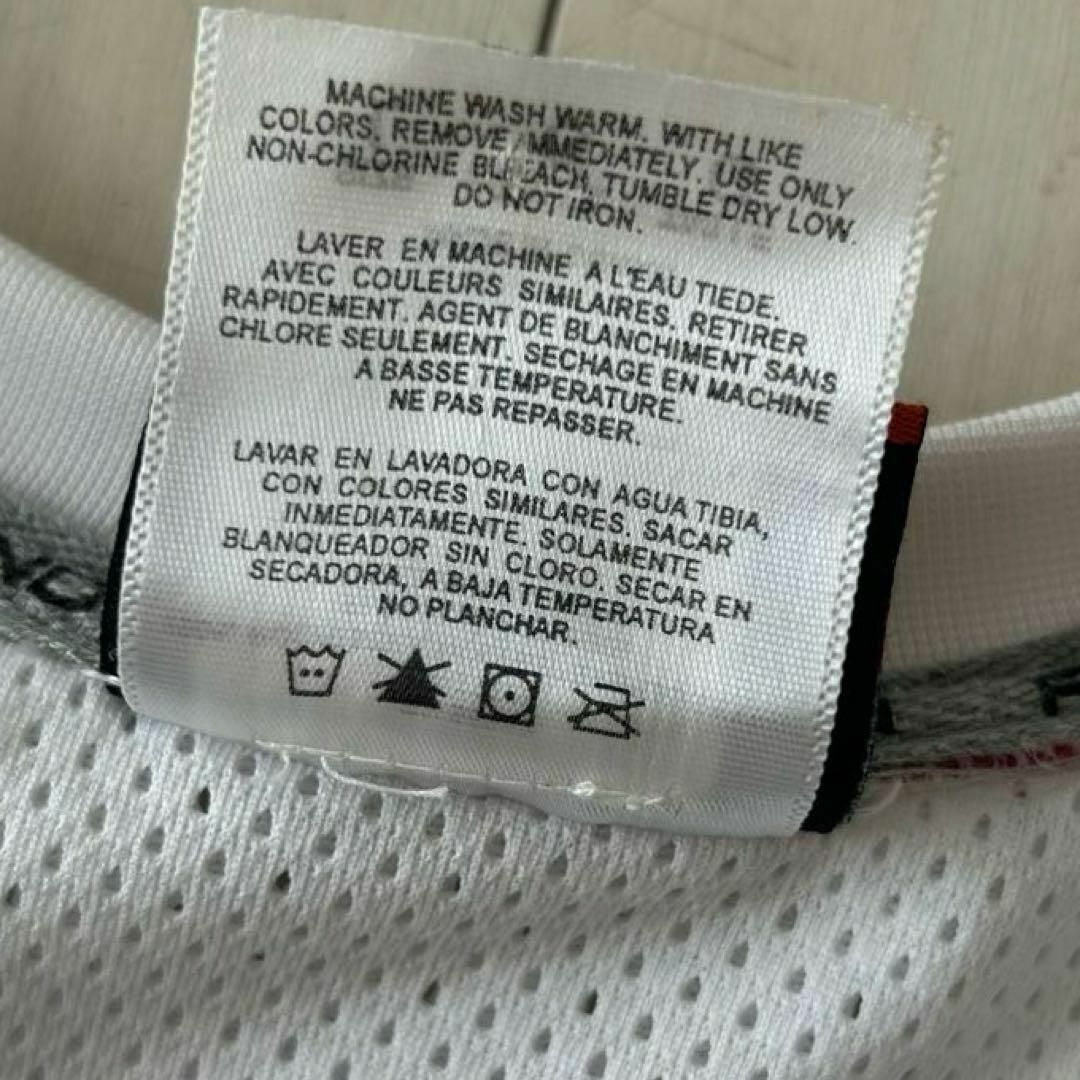 MACHINE WASH WARM. WITH LIKE
COLORS. REMOVE IMMEDIATELY. USE ONLY
NON-CHLORINE BLEACH. TUMBLE DRY LOW.
DO NOT IRON.
LAVER EN MACHINE A L'EAU TIEDE.
AVEC COULEURS SIMILAIRES. RETIRER
RAPIDEMENT. AGENT DE BLANCHIMENT SANS
CHLORE SEULEMENT. SECHAGE EN MACHINE
A BASSE TEMPERATURE.
NE PAS REPASSER.
LAVAR EN LAVADORA CON AGUA TIBIA,
CON COLORES SIMILARES. SACAR
INMEDIATAMENTE. SOLAMENTE
BLANQUEADOR SIN CLORO. SECAR EN
SECADORA, A BAJA TEMPERATURA
NO PLANCHAR.